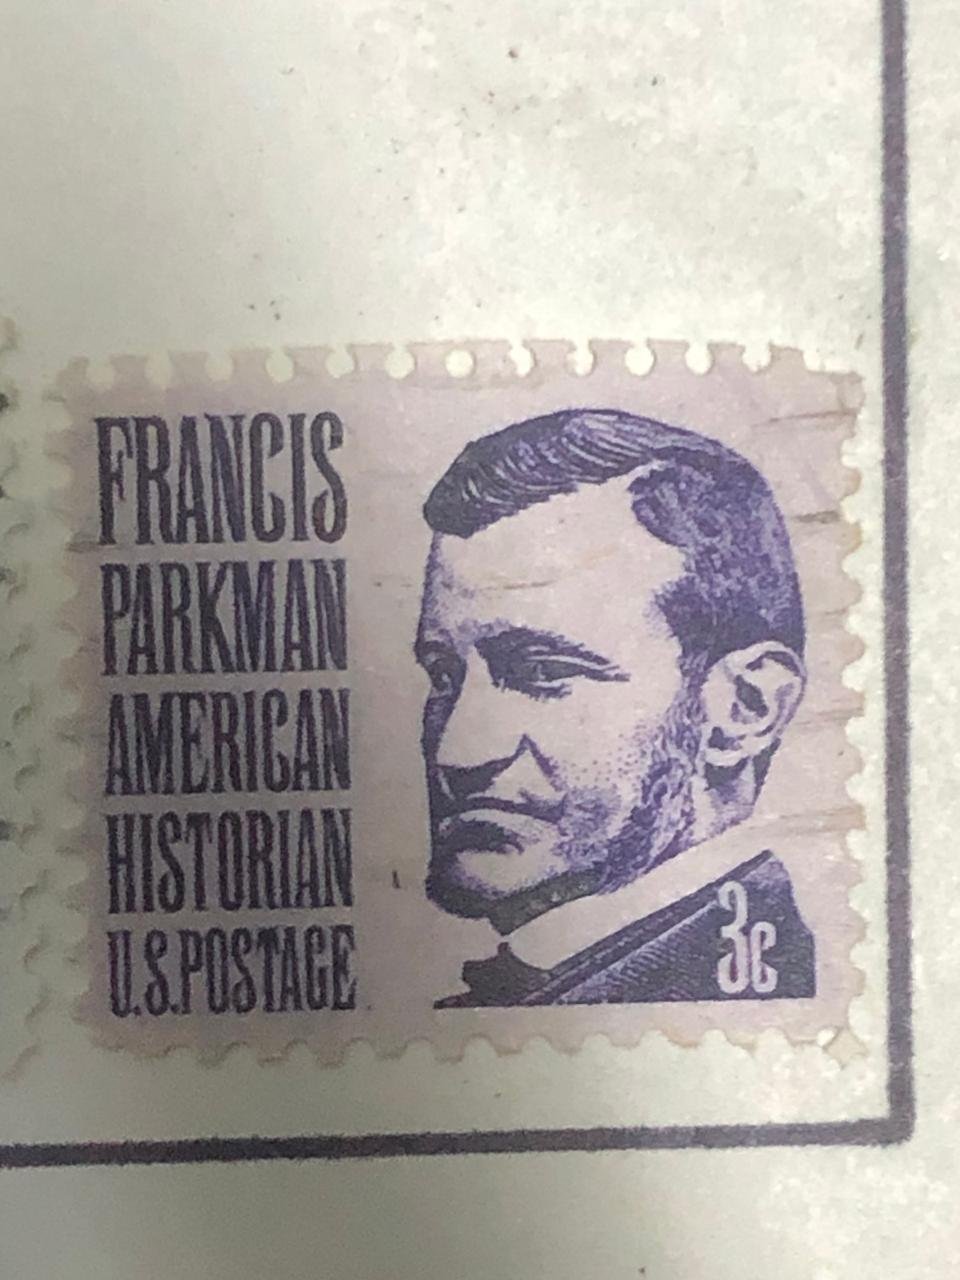 FRANCIS
PARKMAN
AMERICAN
HISTORIAN
U.S.POSTAGE
3c